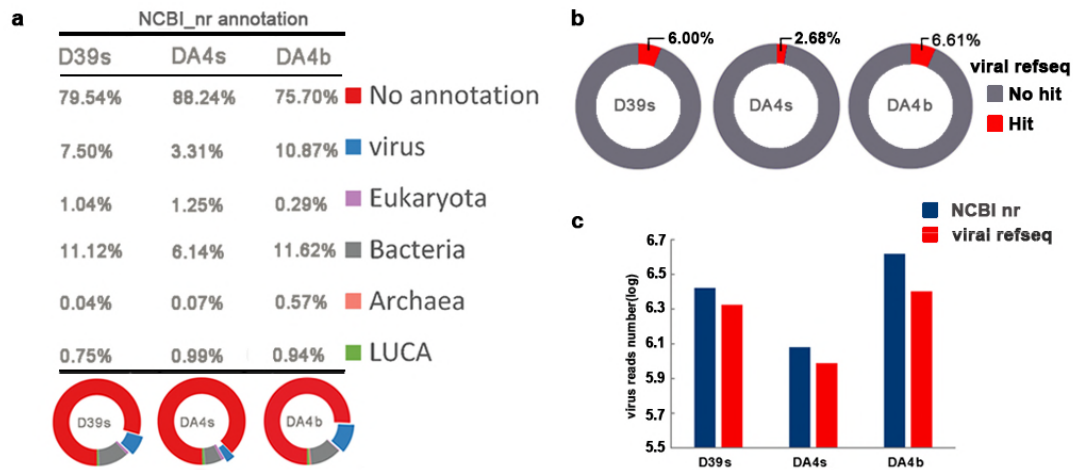 a
NCBI_nr annotation
D39s DA4s DA4b
79.54% 88.24% 75.70% No annotation
7.50% 3.31% 10.87% virus
1.04% 1.25% 0.29% Eukaryota
11.12% 6.14% 11.62% Bacteria
0.04% 0.07% 0.57% Archaea
0.75% 0.99% 0.94% LUCA
D39s DA4s DA4b
b
6.00% 2.68% 6.61%
D39s DA4s DA4b
viral refseq
No hit
Hit
c
NCBI nr
viral refseq
virus reads number(log)
6.7
6.5
6.3
6.1
5.9
5.7
5.5
D39s DA4s DA4b